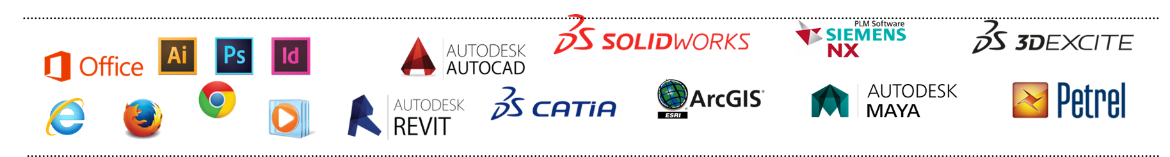 Office
Ai
Ps
Id
AUTODESK
AUTOCAD
SOLIDWORKS
PLM Software
SIEMENS
NX
3DEXCITE
AUTODESK
REVIT
CATIA
ESRI
ArcGIS®
AUTODESK
MAYA
Petrel